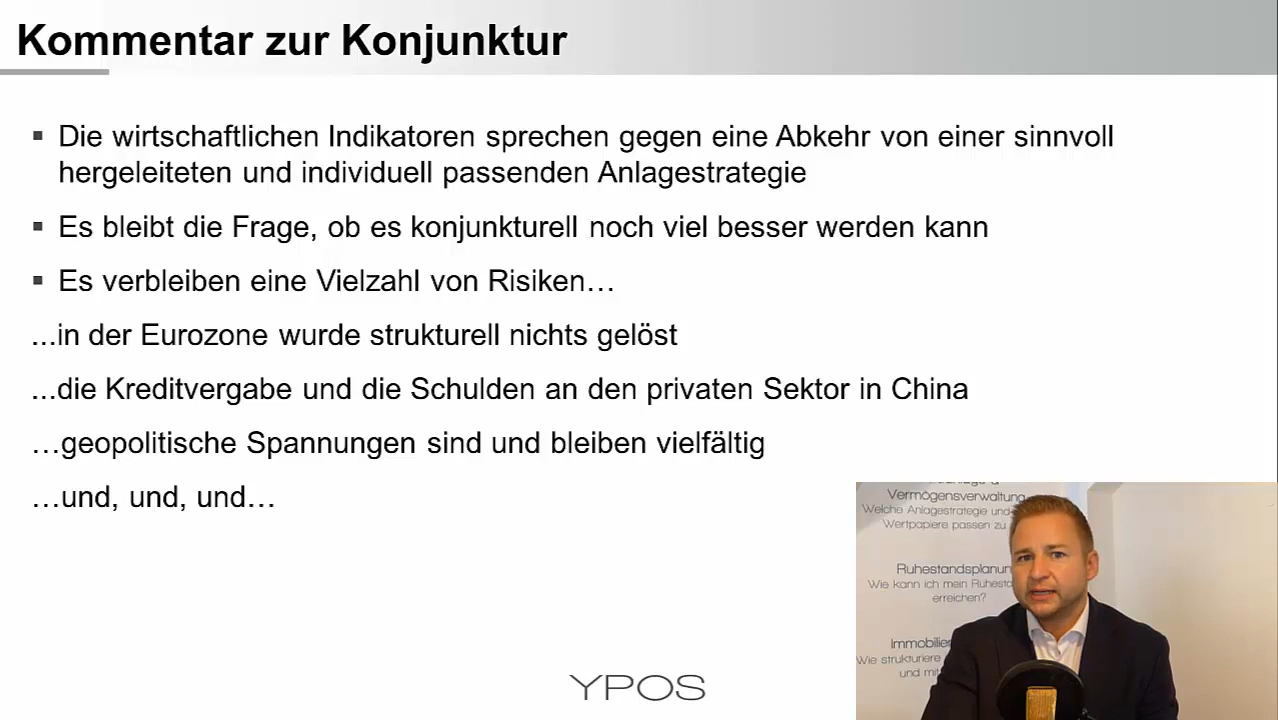 Kommentar zur Konjunktur
▪ Die wirtschaftlichen Indikatoren sprechen gegen eine Abkehr von einer sinnvoll
hergeleiteten und individuell passenden Anlagestrategie
▪ Es bleibt die Frage, ob es konjunkturell noch viel besser werden kann
▪ Es verbleiben eine Vielzahl von Risiken…
...in der Eurozone wurde strukturell nichts gelöst
...die Kreditvergabe und die Schulden an den privaten Sektor in China
…geopolitische Spannungen sind und bleiben vielfältig
…und, und, und…
Vermögensverwaltung
Welche Anlagestrategie und
Wertpapiere passen zu
Ruhestandsplanun
Wie kann ich mein Ruhesta
erreichen?
Immobilie
Wie strukturiere
und mit
YPOS